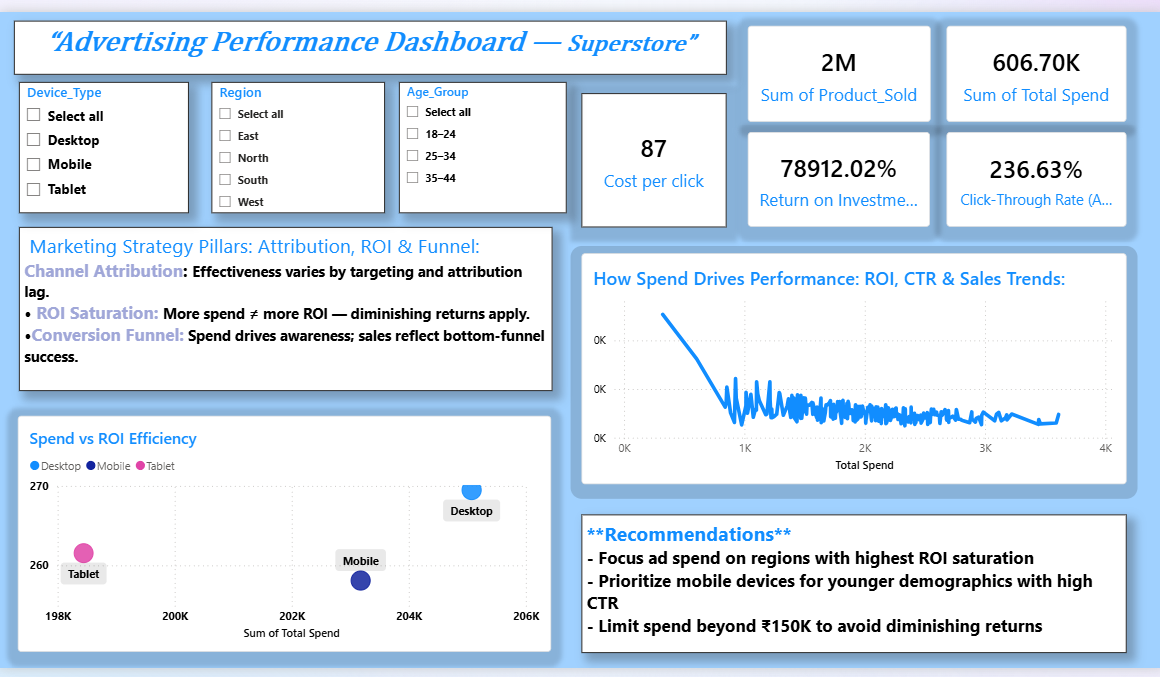 “Advertising Performance Dashboard — Superstore”
Device_Type
Select all
Desktop
Mobile
Tablet
Region
Select all
East
North
South
West
Age_Group
Select all
18–24
25–34
35–44
87
Cost per click
2M
Sum of Product_Sold
606.70K
Sum of Total Spend
78912.02%
Return on Investme...
236.63%
Click-Through Rate (A...
Marketing Strategy Pillars: Attribution, ROI & Funnel:
Channel Attribution: Effectiveness varies by targeting and attribution
lag.
• ROI Saturation: More spend ≠ more ROI — diminishing returns apply.
•Conversion Funnel: Spend drives awareness; sales reflect bottom-funnel
success.
How Spend Drives Performance: ROI, CTR & Sales Trends:
0K
0K
0K
0K 1K 2K 3K 4K
Total Spend
Spend vs ROI Efficiency
Desktop Mobile Tablet
270
Desktop
Mobile
260
Tablet
198K 200K 202K 204K 206K
Sum of Total Spend
**Recommendations**
- Focus ad spend on regions with highest ROI saturation
- Prioritize mobile devices for younger demographics with high
CTR
- Limit spend beyond ₹150K to avoid diminishing returns